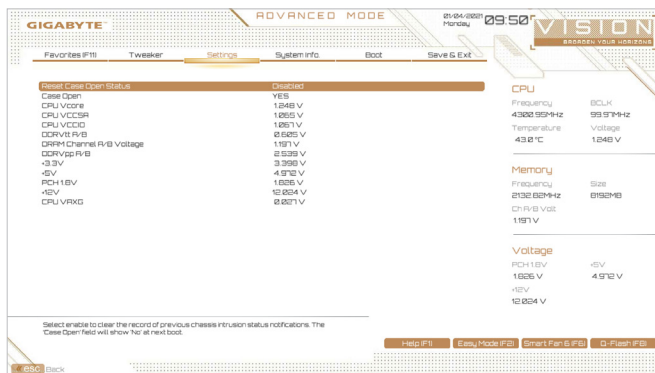 GIGABYTE™
ADVANCED MODE
01/04/2021
Monday
09:50
VISION
BROADEN YOUR HORIZONS
Favorites (F11)
Tweaker
Settings
System Info.
Boot
Save & Exit
Reset Case Open Status Disabled
Case Open YES
CPU Vcore 1.248 V
CPU VCCSA 1.065 V
CPU VCCIO 1.067 V
DDRVtt A/B 0.605 V
DRAM Channel A/B Voltage 1.197 V
DDRVpp A/B 2.539 V
+3.3V 3.398 V
+5V 4.972 V
PCH 1.8V 1.826 V
+12V 12.024 V
CPU VAXG 0.027 V
CPU
Frequency BCLK
4300.95MHz 99.97MHz
Temperature Voltage
43.0 °C 1.248 V
Memory
Frequency Size
2132.82MHz 8192MB
Ch A/B Volt
1.197 V
Voltage
PCH 1.8V +5V
1.826 V 4.972 V
+12V
12.024 V
Select enable to clear the record of previous chassis intrusion status notifications. The
'Case Open' field will show 'No' at next boot.
Help (F1)
Easy Mode (F2)
Smart Fan 6 (F6)
Q-Flash (F8)
esc Back